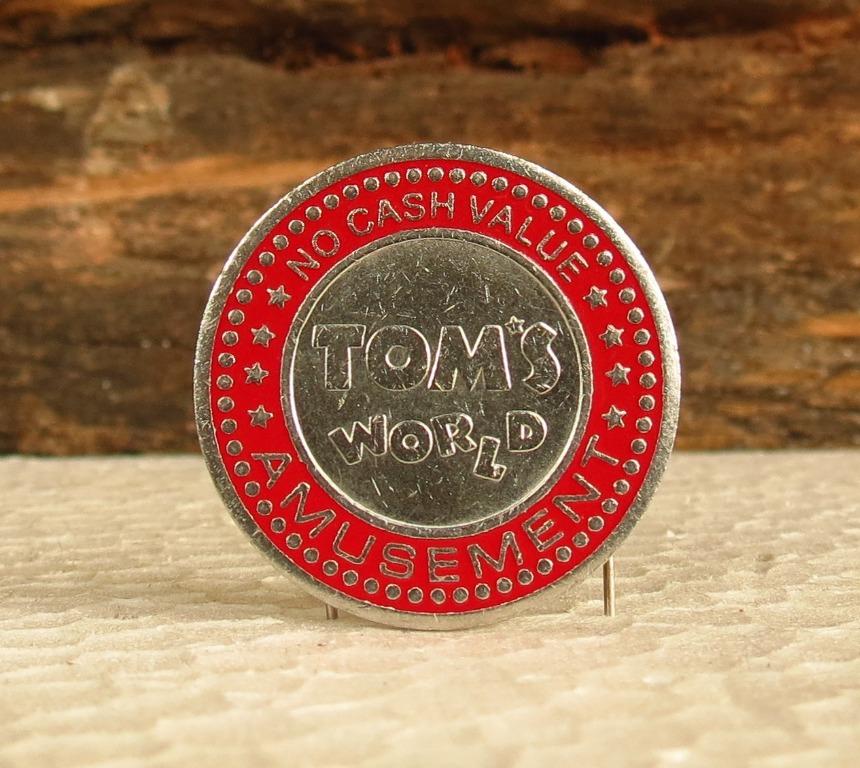 NO CASH VALUE
TOM'S
WORLD
AMUSEMENT